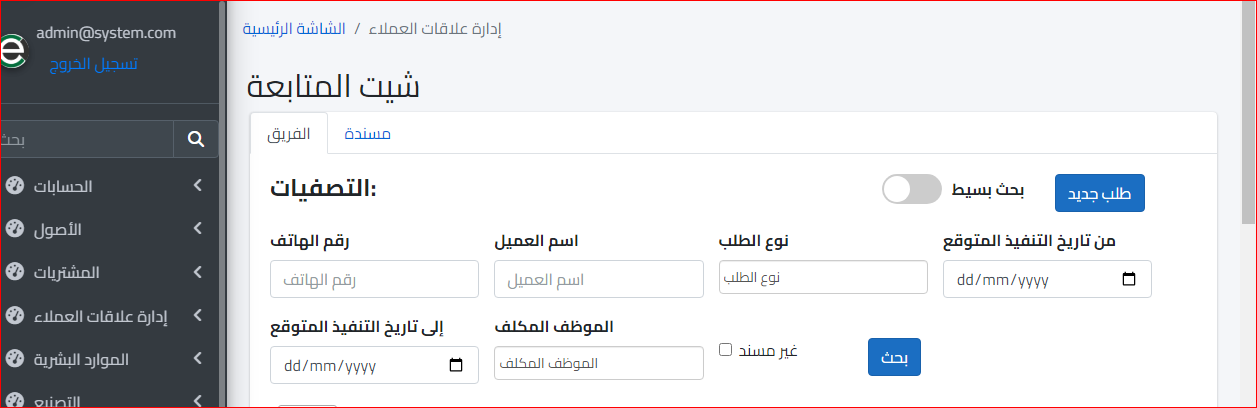 admin@system.com
تسجيل الخروج
بحث
الحسابات
الأصول
المشتريات
إدارة علاقات العملاء
الموارد البشرية
التصنيع
الشاشة الرئيسية / إدارة علاقات العملاء
شيت المتابعة
الفريق
مسندة
التصفيات:
بحث بسيط
طلب جديد
رقم الهاتف
اسم العميل
نوع الطلب
من تاريخ التنفيذ المتوقع
رقم الهاتف
اسم العميل
نوع الطلب
dd/mm/yyyy
إلى تاريخ التنفيذ المتوقع
الموظف المكلف
dd/mm/yyyy
الموظف المكلف
غير مسند
بحث